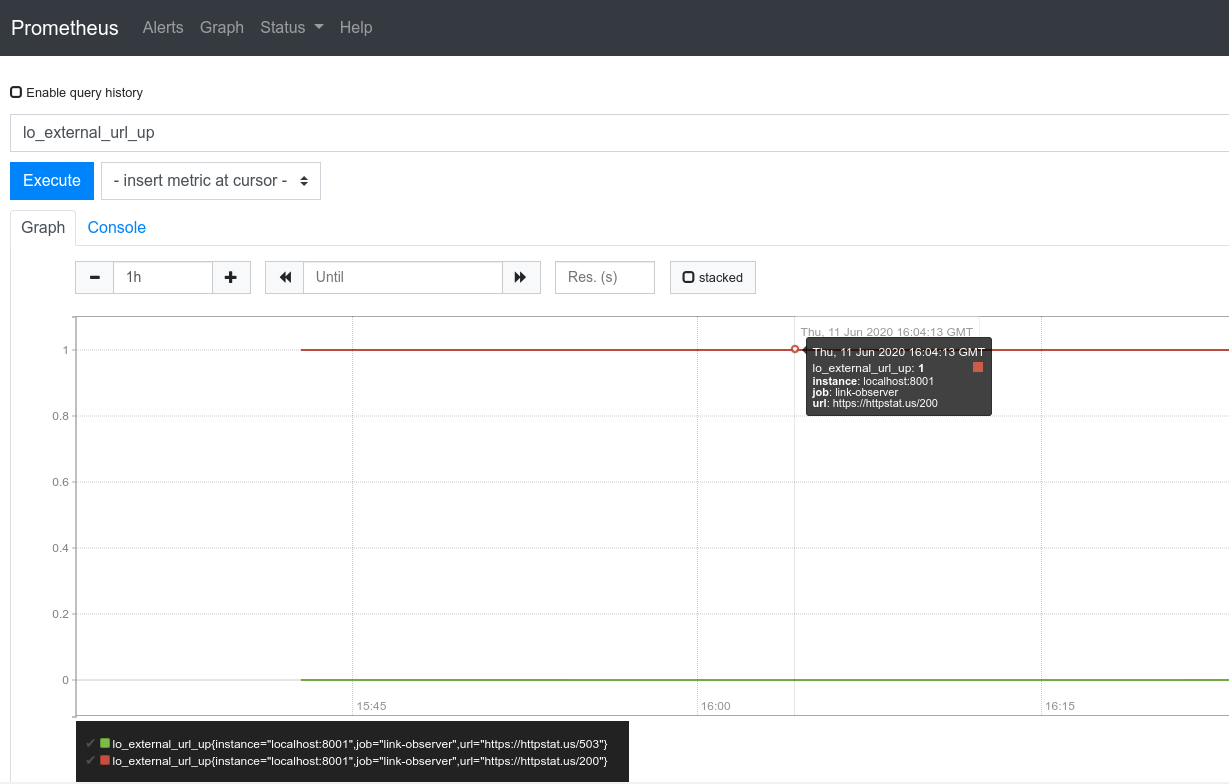 Prometheus Alerts Graph Status Help
Enable query history
lo_external_url_up
Execute - insert metric at cursor -
Graph Console
1h Until Res. (s) stacked
Thu, 11 Jun 2020 16:04:13 GMT
1
Thu, 11 Jun 2020 16:04:13 GMT
lo_external_url_up: 1
instance: localhost:8001
job: link-observer
url: https://httpstat.us/200
0.8
0.6
0.4
0.2
0
15:45 16:00 16:15
✔ lo_external_url_up{instance="localhost:8001",job="link-observer",url="https://httpstat.us/503"}
✔ lo_external_url_up{instance="localhost:8001",job="link-observer",url="https://httpstat.us/200"}